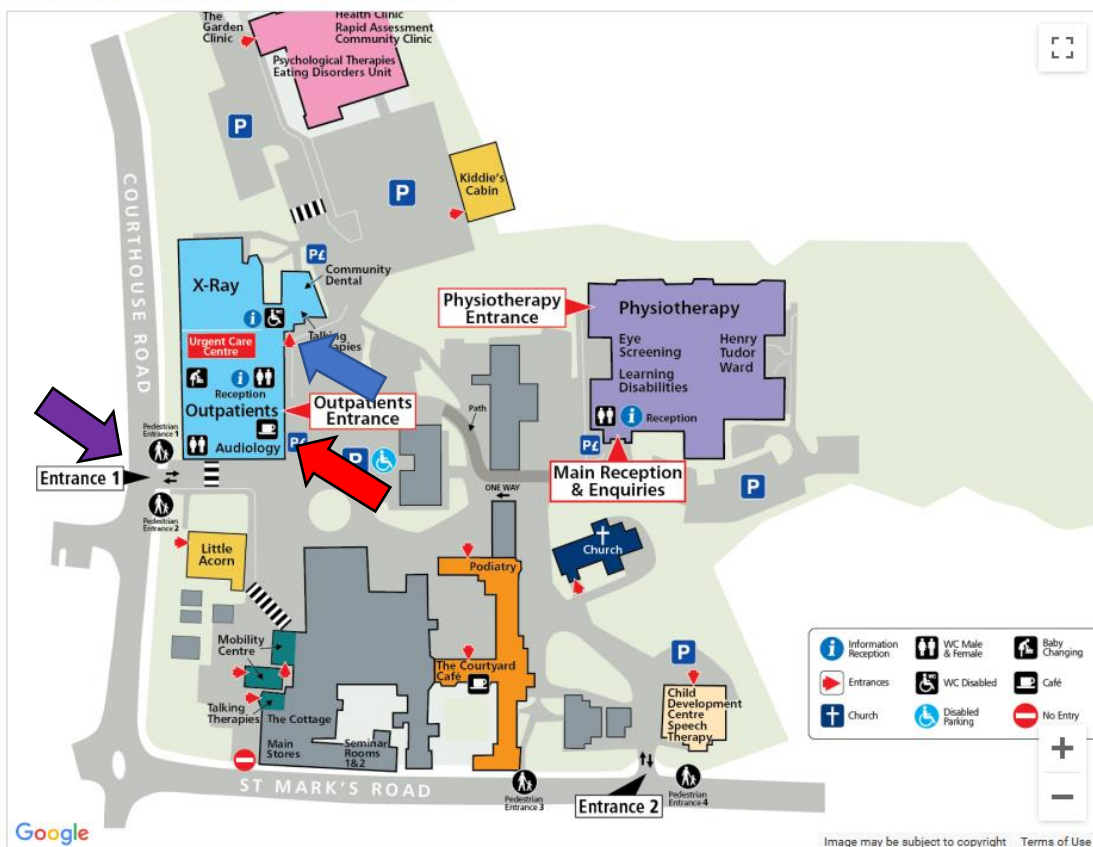 The
Garden
Clinic
Health Clinic
Rapid Assessment
Community Clinic
Psychological Therapies
Eating Disorders Unit
P
Kiddie's
Cabin
P
COURTHOUSE ROAD
P£
X-Ray
Community
Dental
Talking
Therapies
Urgent Care
Centre
Reception
Outpatients
Audiology
Outpatients
Entrance
P£
P
Physiotherapy
Entrance
Physiotherapy
Eye
Screening
Learning
Disabilities
Henry
Tudor
Ward
Reception
P£
Main Reception
& Enquiries
P
Path
ONE WAY
Pedestrian
Entrance 1
Entrance 1
Pedestrian
Entrance 2
Little
Acorn
Podiatry
Church
Mobility
Centre
The Courtyard
Café
Talking
Therapies
The Cottage
Main
Stores
Seminar
Rooms
1&2
P
Child
Development
Centre
Speech
Therapy
ST MARK'S ROAD
Pedestrian
Entrance 3
Entrance 2
Pedestrian
Entrance 4
Information
Reception
WC Male
& Female
Baby
Changing
Entrances
WC Disabled
Café
Church
Disabled
Parking
No Entry
Google
Image may be subject to copyright
Terms of Use